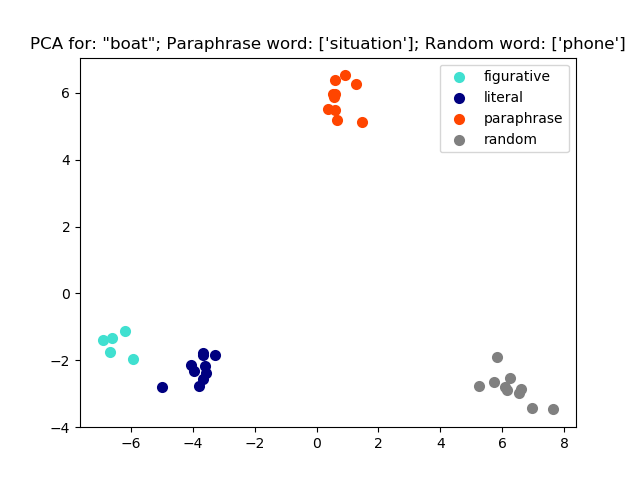 PCA for: "boat"; Paraphrase word: ['situation']; Random word: ['phone']
figurative
literal
paraphrase
random
6
4
2
0
−2
−4
−6
−4
−2
0
2
4
6
8